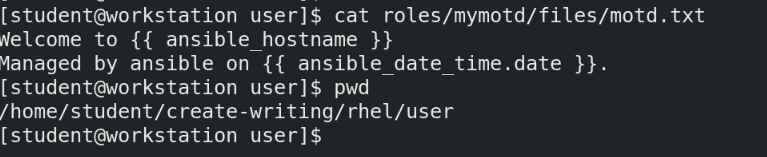 [student@workstation user]$ cat roles/mymotd/files/motd.txt
Welcome to {{ ansible_hostname }}
Managed by ansible on {{ ansible_date_time.date }}.
[student@workstation user]$ pwd
/home/student/create-writing/rhel/user
[student@workstation user]$